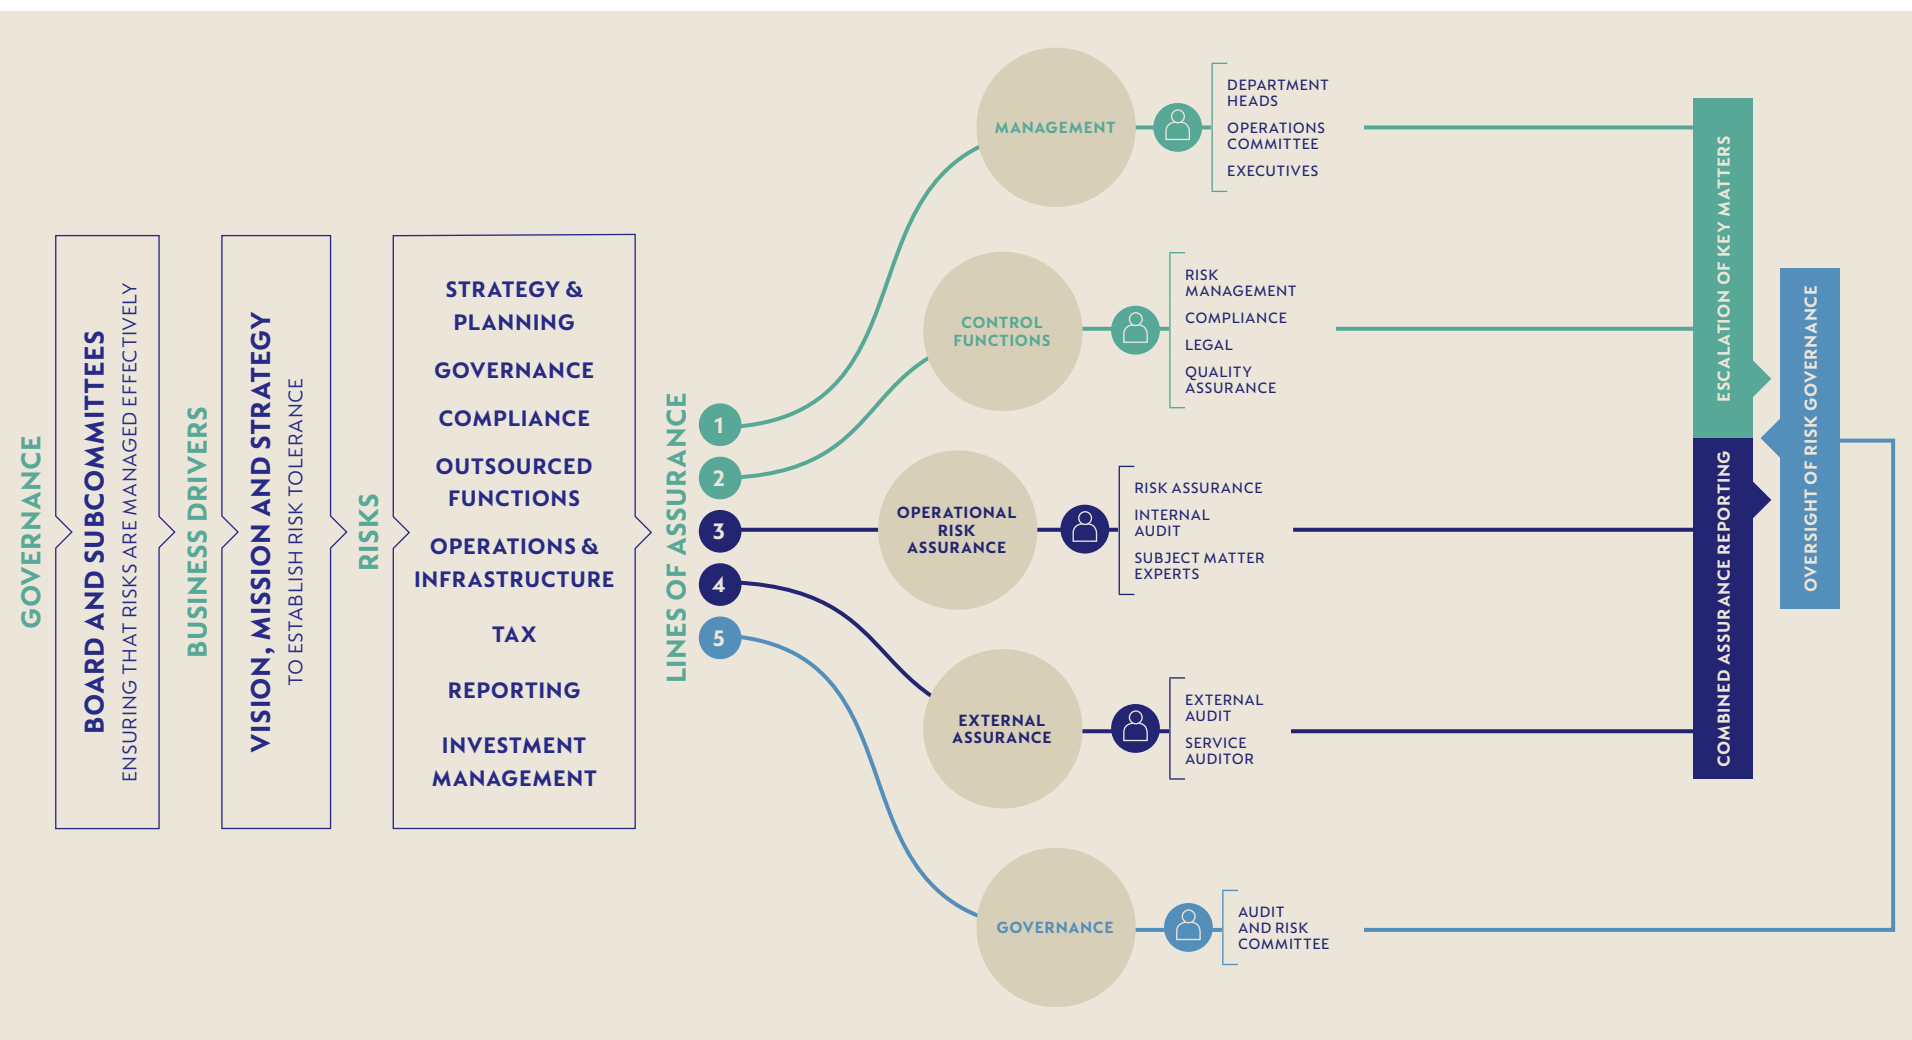 GOVERNANCE
BOARD AND SUBCOMMITTEES
ENSURING THAT RISKS ARE MANAGED EFFECTIVELY
BUSINESS DRIVERS
VISION, MISSION AND STRATEGY
TO ESTABLISH RISK TOLERANCE
RISKS
STRATEGY &
PLANNING
GOVERNANCE
COMPLIANCE
OUTSOURCED
FUNCTIONS
OPERATIONS &
INFRASTRUCTURE
TAX
REPORTING
INVESTMENT
MANAGEMENT
LINES OF ASSURANCE
1
2
3
4
5
MANAGEMENT
DEPARTMENT
HEADS
OPERATIONS
COMMITTEE
EXECUTIVES
CONTROL
FUNCTIONS
RISK
MANAGEMENT
COMPLIANCE
LEGAL
QUALITY
ASSURANCE
OPERATIONAL
RISK
ASSURANCE
RISK ASSURANCE
INTERNAL
AUDIT
SUBJECT MATTER
EXPERTS
EXTERNAL
ASSURANCE
EXTERNAL
AUDIT
SERVICE
AUDITOR
GOVERNANCE
AUDIT
AND RISK
COMMITTEE
ESCALATION OF KEY MATTERS
COMBINED ASSURANCE REPORTING
OVERSIGHT OF RISK GOVERNANCE